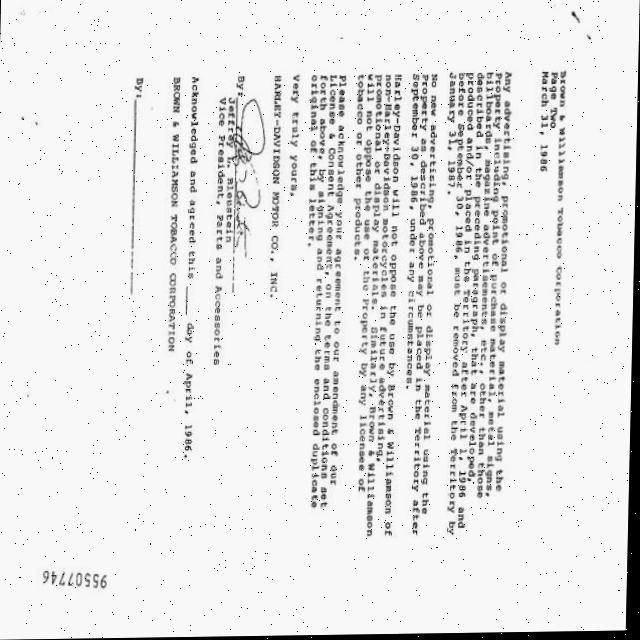 Brown & Williamson Tobacco Corporation
Page Two
March 31, 1986
Any advertising, promotional or display material using the
Property including point of purchase material, metal signs,
billboards, magazine advertisements, etc., other than those
described in the preceding paragraph, that are developed,
produced and/or placed in the Territory after April 1, 1986 and
before September 30, 1986, must be removed from the Territory by
January 31, 1987.
No new advertising, promotional or display material using the
Property as described above may be placed in the Territory after
September 30, 1986, under any circumstances.
Harley-Davidson will not oppose the use by Brown & Williamson of
non-Harley-Davidson motorcycles in future advertising,
promotional or display materials. Similarly, Brown & Williamson
will not oppose the use of the Property by any licensee of
tobacco or other products.
Please acknowledge your agreement to our amendment of our
License & Consent Agreement, on the terms and conditions set
forth above, by signing and returning the enclosed duplicate
original of this letter.
Very truly yours,
HARLEY-DAVIDSON MOTOR CO., INC.
By:
Jeffrey L. Bleustein
Vice President, Parts and Accessories
Acknowledged and agreed this ____ day of April, 1986.
BROWN & WILLIAMSON TOBACCO CORPORATION
By:
95507746